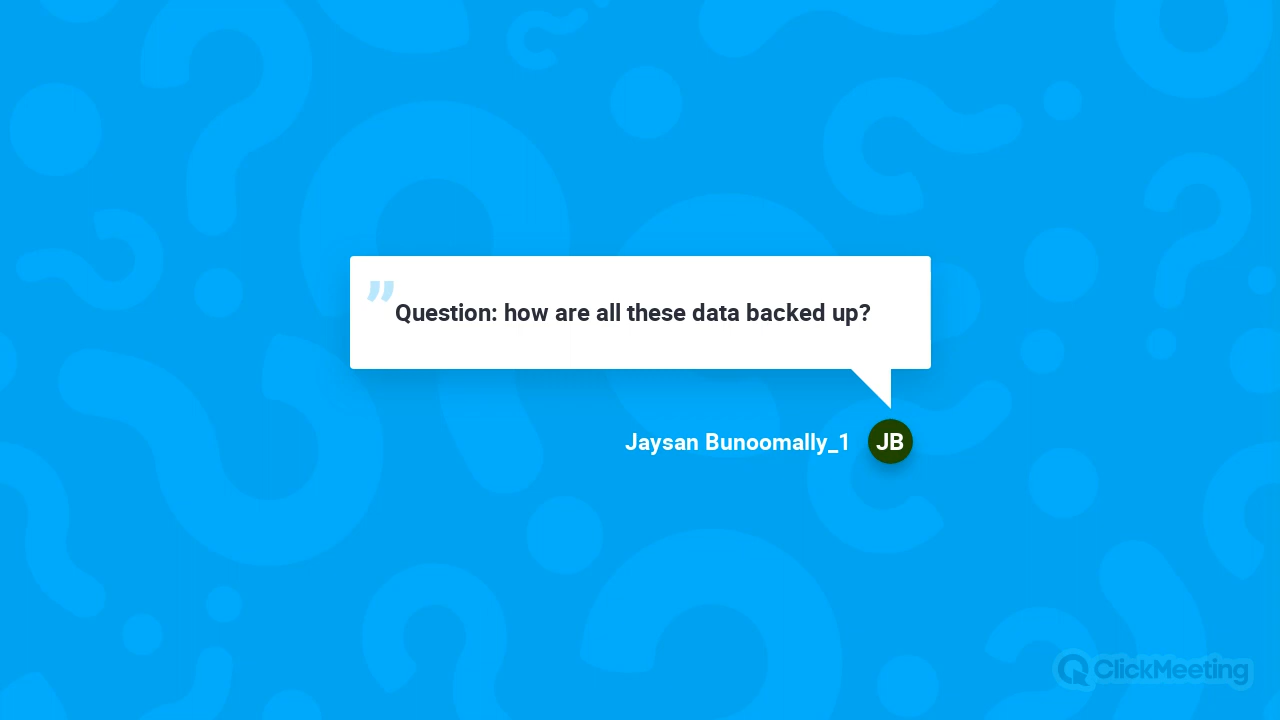 Question: how are all these data backed up?
Jaysan Bunoomally_1
JB
ClickMeeting